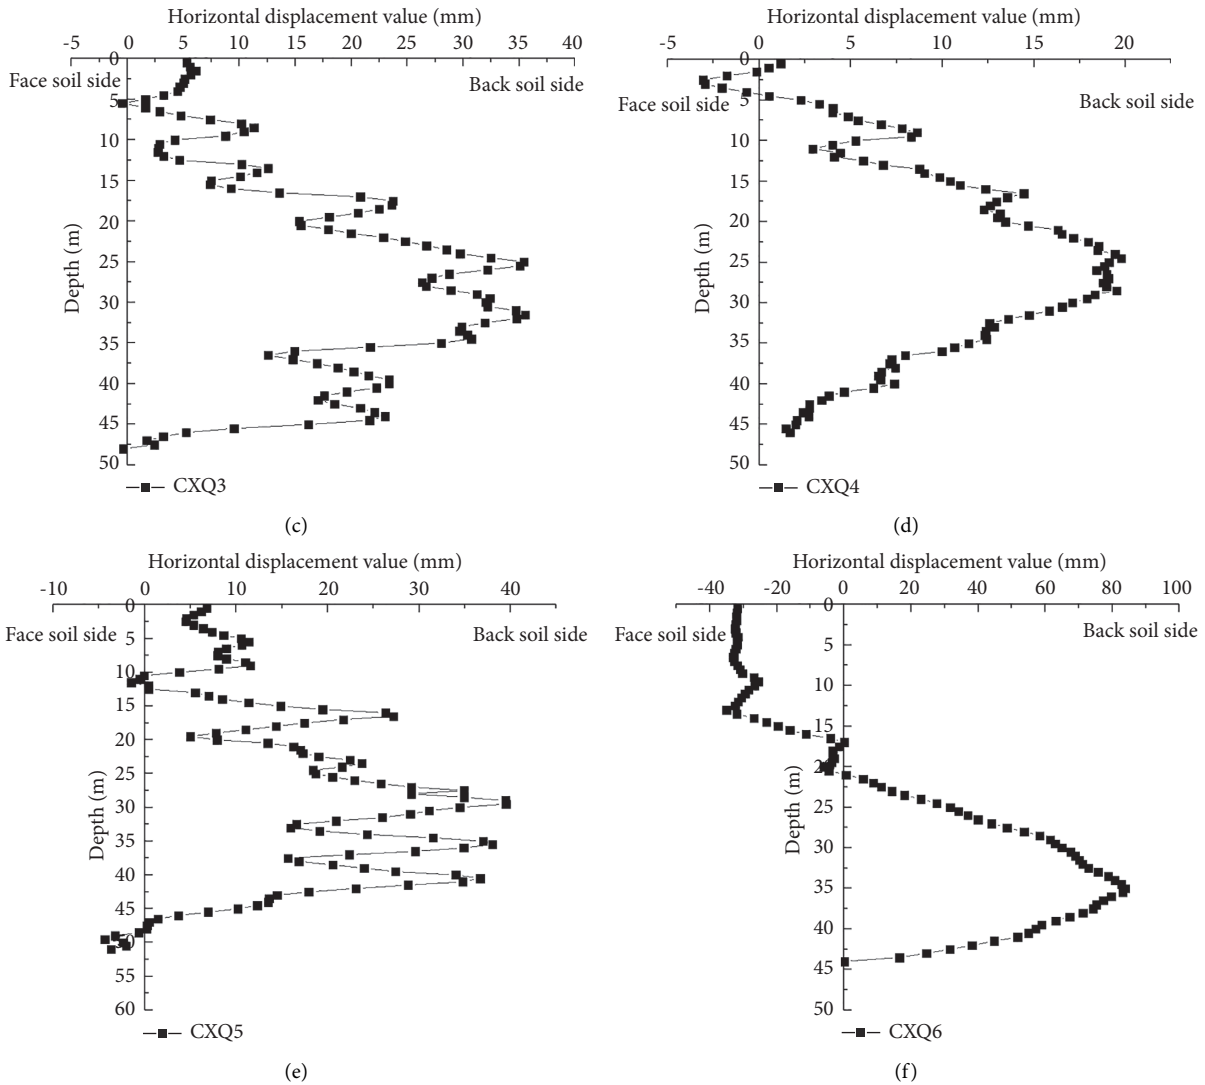 Horizontal displacement value (mm)
-5 0 5 10 15 20 25 30 35 40
Face soil side
Back soil side
0
5
10
15
20
25
30
35
40
45
50
Depth (m)
CXQ3
(c)
Horizontal displacement value (mm)
-5 0 5 10 15 20
Face soil side
Back soil side
0
5
10
15
20
25
30
35
40
45
50
Depth (m)
CXQ4
(d)
Horizontal displacement value (mm)
-10 0 10 20 30 40
Face soil side
Back soil side
0
5
10
15
20
25
30
35
40
45
50
55
60
Depth (m)
CXQ5
(e)
Horizontal displacement value (mm)
-40 -20 0 20 40 60 80 100
Face soil side
Back soil side
0
5
10
15
20
25
30
35
40
45
50
Depth (m)
CXQ6
(f)